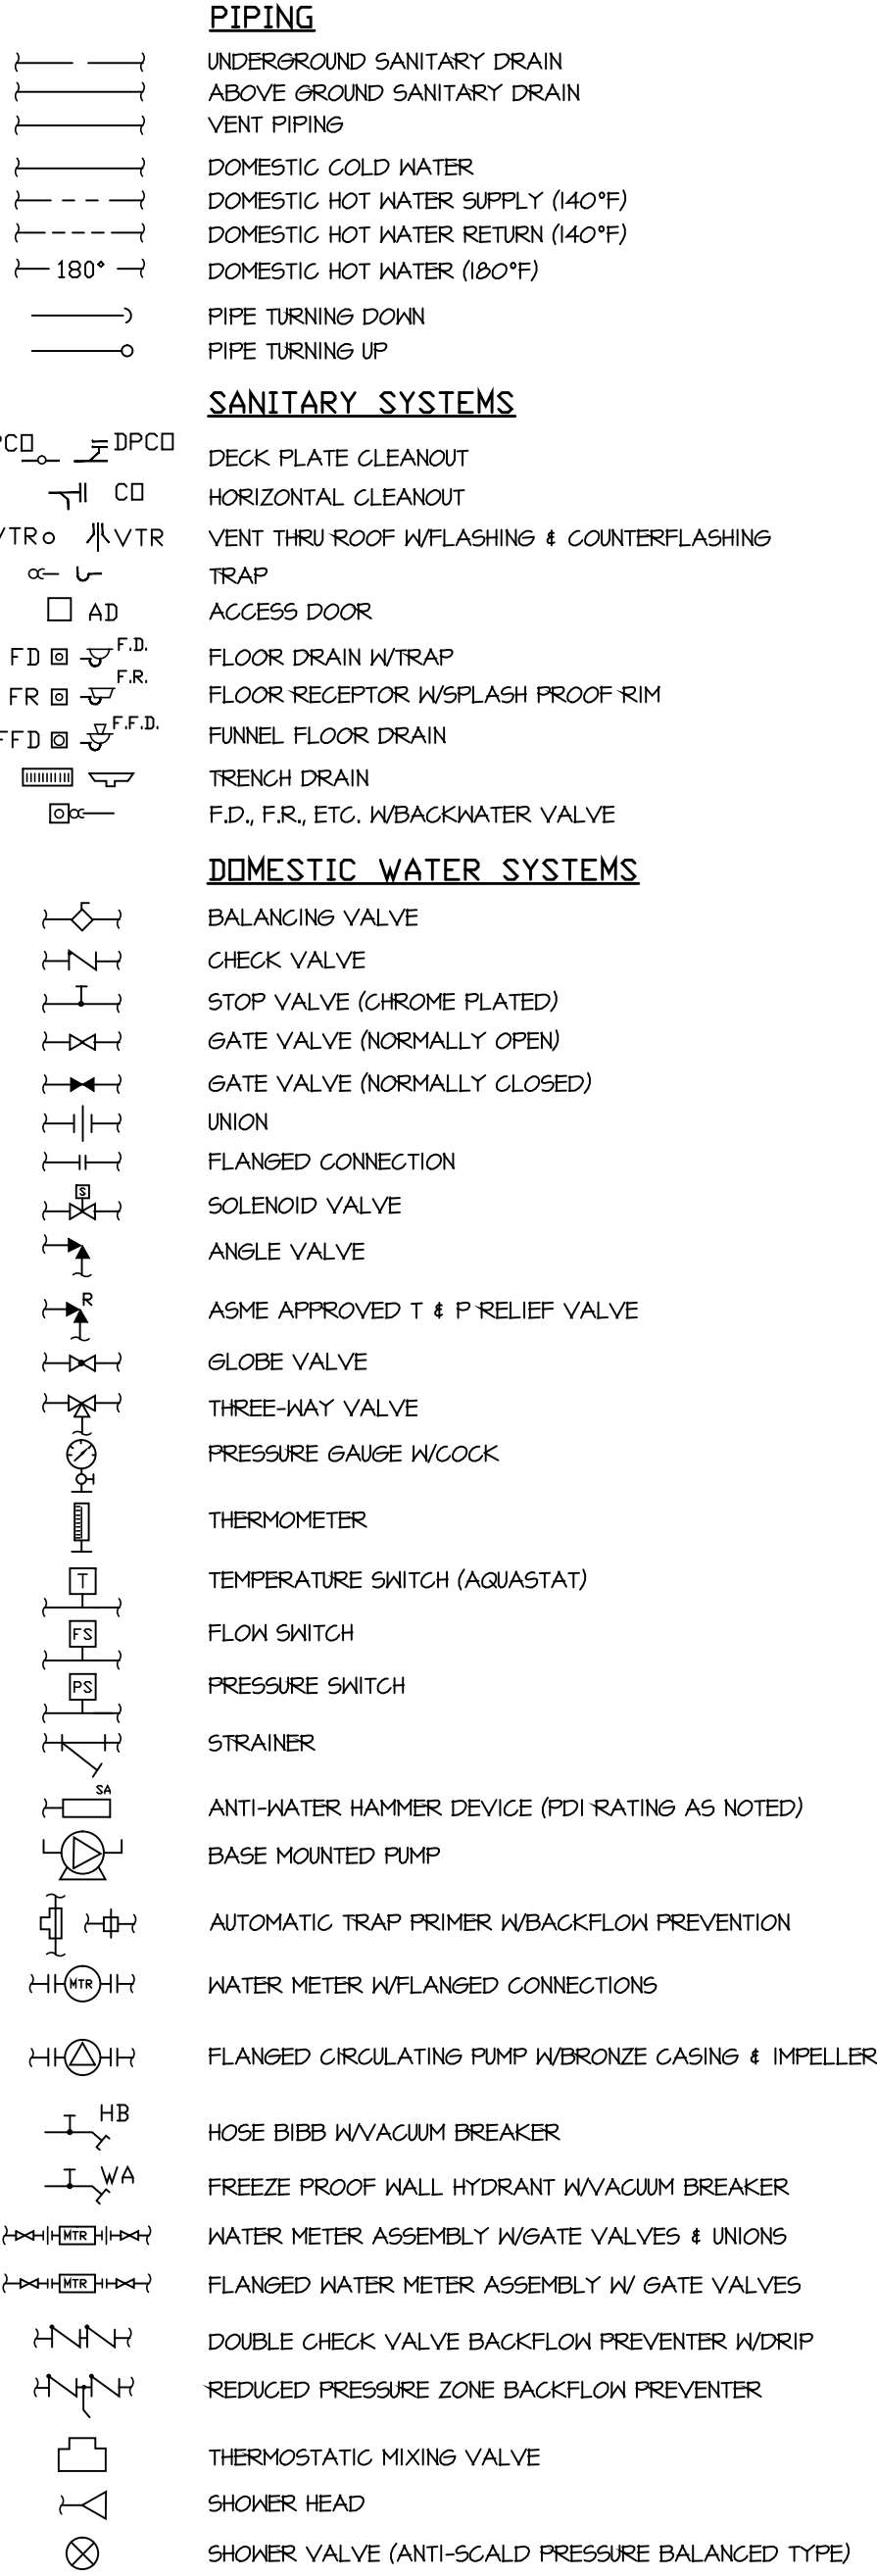 PIPING
UNDERGROUND SANITARY DRAIN
ABOVE GROUND SANITARY DRAIN
VENT PIPING
DOMESTIC COLD WATER
DOMESTIC HOT WATER SUPPLY (140°F)
DOMESTIC HOT WATER RETURN (140°F)
180° DOMESTIC HOT WATER (180°F)
PIPE TURNING DOWN
PIPE TURNING UP
SANITARY SYSTEMS
PCO DPCO DECK PLATE CLEANOUT
CO HORIZONTAL CLEANOUT
VTR VTR VENT THRU ROOF W/FLASHING & COUNTERFLASHING
TRAP
AD ACCESS DOOR
FD F.D. FLOOR DRAIN W/TRAP
FR F.R. FLOOR RECEPTOR W/SPLASH PROOF RIM
FFD F.F.D. FUNNEL FLOOR DRAIN
TRENCH DRAIN
F.D., F.R., ETC. W/BACKWATER VALVE
DOMESTIC WATER SYSTEMS
BALANCING VALVE
CHECK VALVE
STOP VALVE (CHROME PLATED)
GATE VALVE (NORMALLY OPEN)
GATE VALVE (NORMALLY CLOSED)
UNION
FLANGED CONNECTION
S SOLENOID VALVE
ANGLE VALVE
R ASME APPROVED T & P RELIEF VALVE
GLOBE VALVE
THREE-WAY VALVE
PRESSURE GAUGE W/COCK
THERMOMETER
T TEMPERATURE SWITCH (AQUASTAT)
FS FLOW SWITCH
PS PRESSURE SWITCH
STRAINER
SA ANTI-WATER HAMMER DEVICE (PDI RATING AS NOTED)
BASE MOUNTED PUMP
AUTOMATIC TRAP PRIMER W/BACKFLOW PREVENTION
MTR WATER METER W/FLANGED CONNECTIONS
FLANGED CIRCULATING PUMP W/BRONZE CASING & IMPELLER
HB HOSE BIBB W/VACUUM BREAKER
WA FREEZE PROOF WALL HYDRANT W/VACUUM BREAKER
MTR WATER METER ASSEMBLY W/GATE VALVES & UNIONS
MTR FLANGED WATER METER ASSEMBLY W/ GATE VALVES
DOUBLE CHECK VALVE BACKFLOW PREVENTER W/DRIP
REDUCED PRESSURE ZONE BACKFLOW PREVENTER
THERMOSTATIC MIXING VALVE
SHOWER HEAD
SHOWER VALVE (ANTI-SCALD PRESSURE BALANCED TYPE)